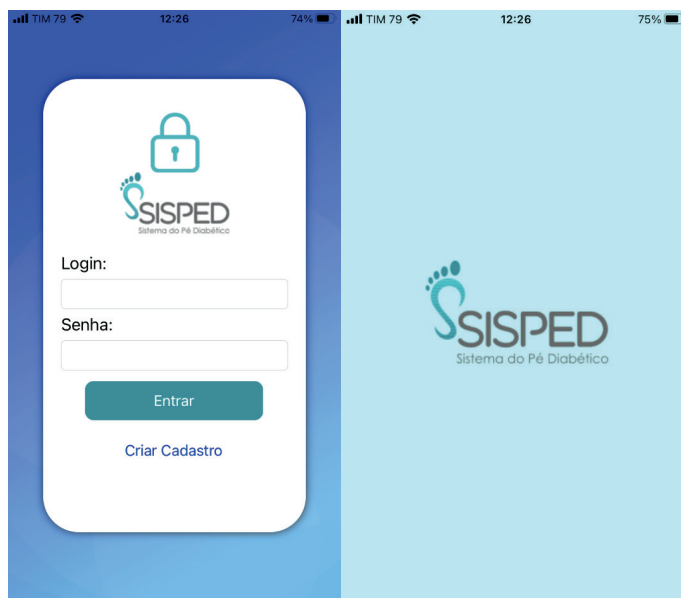 TIM 79 12:26 74%
SISPED
Sistema do Pé Diabético
Login:
Senha:
Entrar
Criar Cadastro
TIM 79 12:26 75%
SISPED
Sistema do Pé Diabético